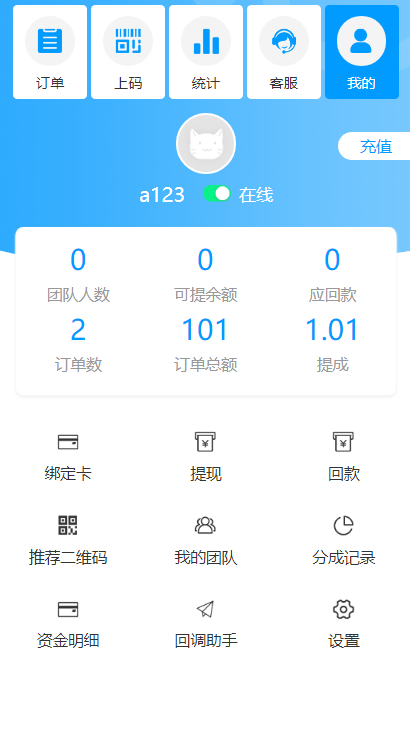 订单 上码 统计 客服 我的
充值
a123 在线
0 0 0
团队人数 可提余额 应回款
2 101 1.01
订单数 订单总额 提成
绑定卡 提现 回款
推荐二维码 我的团队 分成记录
资金明细 回调助手 设置